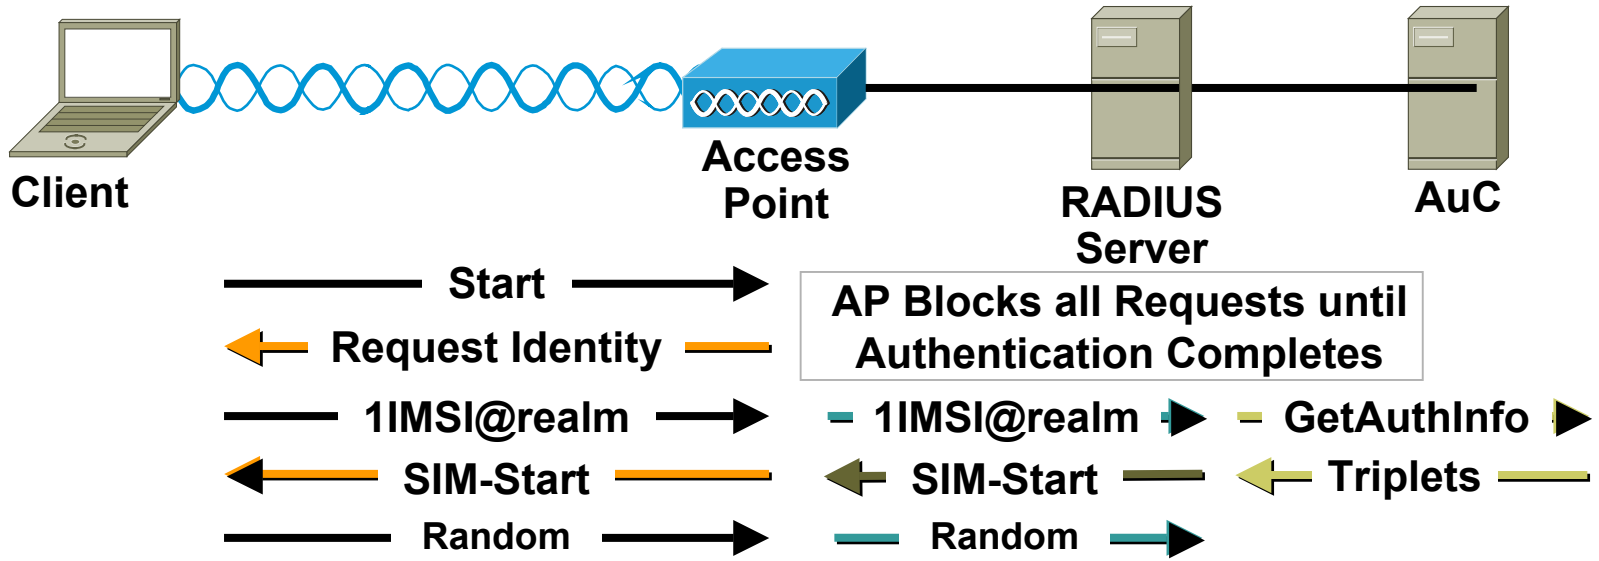 Client
Access
Point
RADIUS
Server
AuC
Start
AP Blocks all Requests until
Authentication Completes
Request Identity
1IMSI@realm
1IMSI@realm
GetAuthInfo
SIM-Start
SIM-Start
Triplets
Random
Random